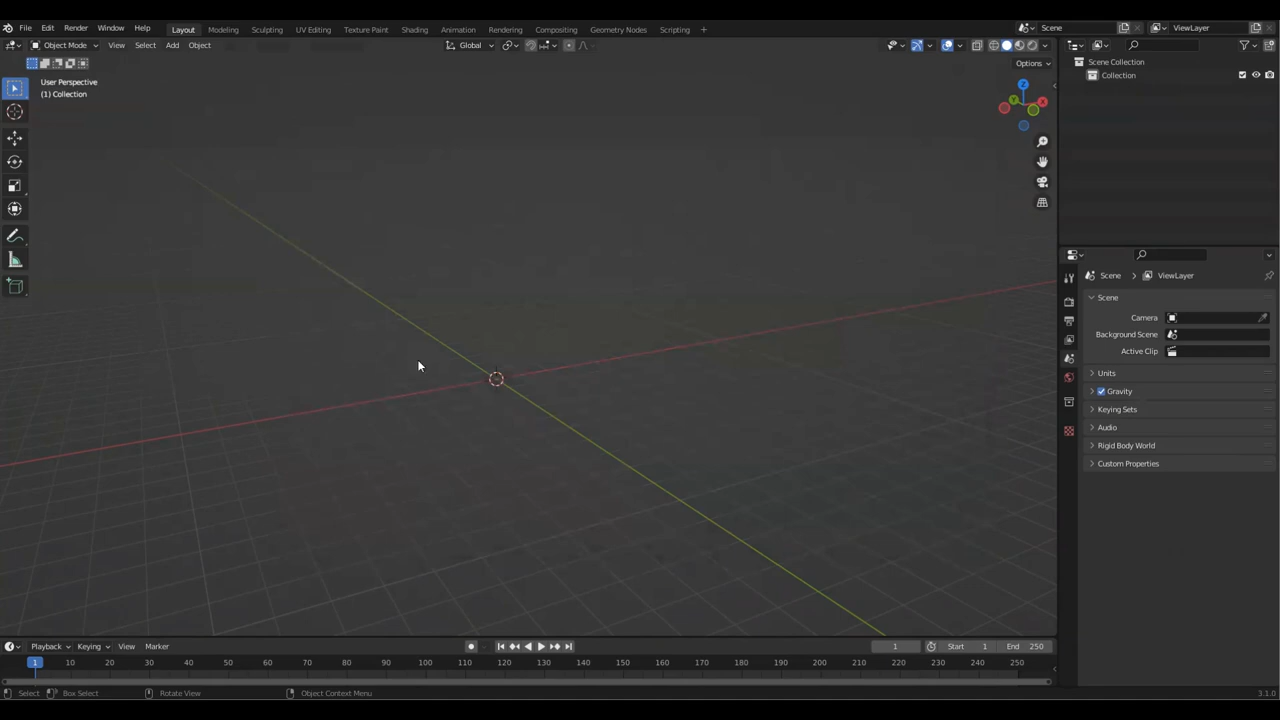 File Edit Render Window Help Layout Modeling Sculpting UV Editing Texture Paint Shading Animation Rendering Compositing Geometry Nodes Scripting + Scene ViewLayer
Object Mode View Select Add Object Global
Options
User Perspective
(1) Collection
Z
Y
X
Scene Collection
Collection
Scene > ViewLayer
Scene
Camera
Background Scene
Active Clip
Units
Gravity
Keying Sets
Audio
Rigid Body World
Custom Properties
Playback Keying View Marker 1 Start 1 End 250
1 10 20 30 40 50 60 70 80 90 100 110 120 130 140 150 160 170 180 190 200 210 220 230 240 250
Select Box Select Rotate View Object Context Menu 3.1.0